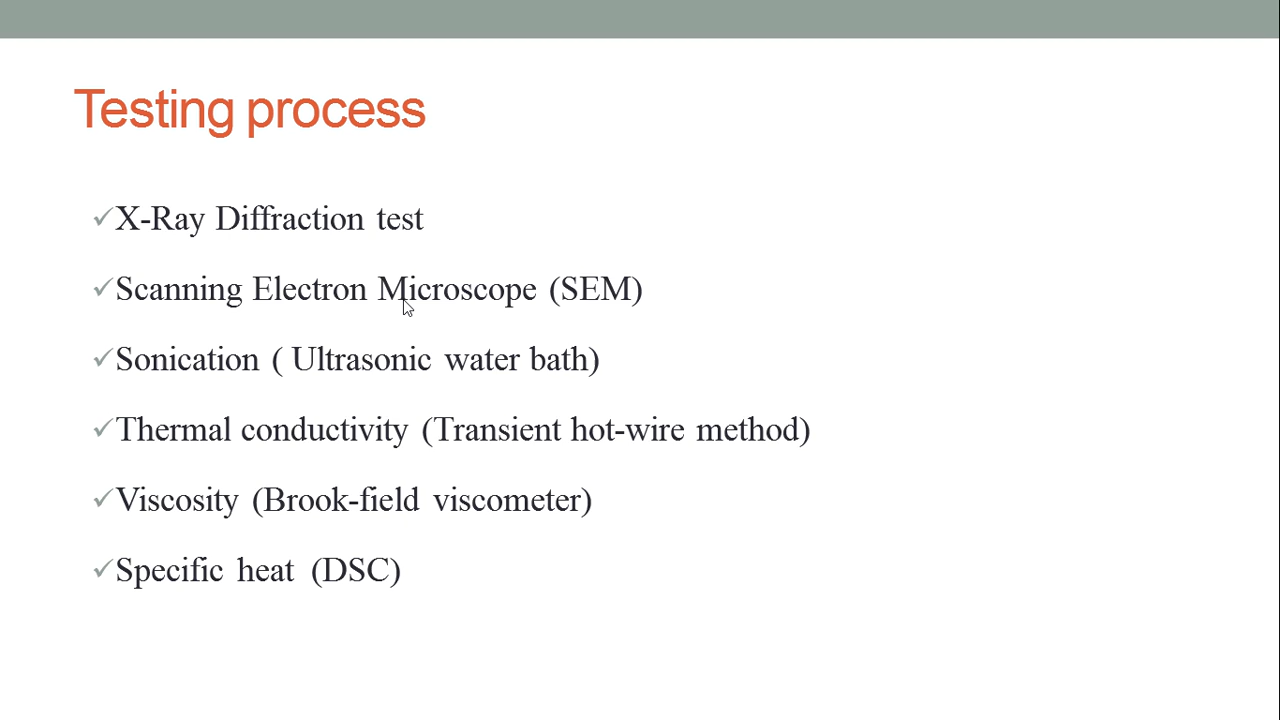 Testing process
✓X-Ray Diffraction test
✓Scanning Electron Microscope (SEM)
✓Sonication ( Ultrasonic water bath)
✓Thermal conductivity (Transient hot-wire method)
✓Viscosity (Brook-field viscometer)
✓Specific heat (DSC)